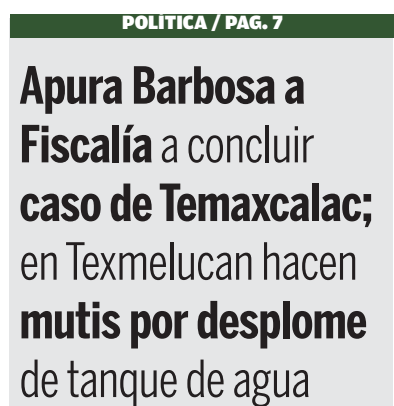 POLÍTICA / PAG. 7
Apura Barbosa a
Fiscalía a concluir
caso de Temaxcalac;
en Texmelucan hacen
mutis por desplome
de tanque de agua